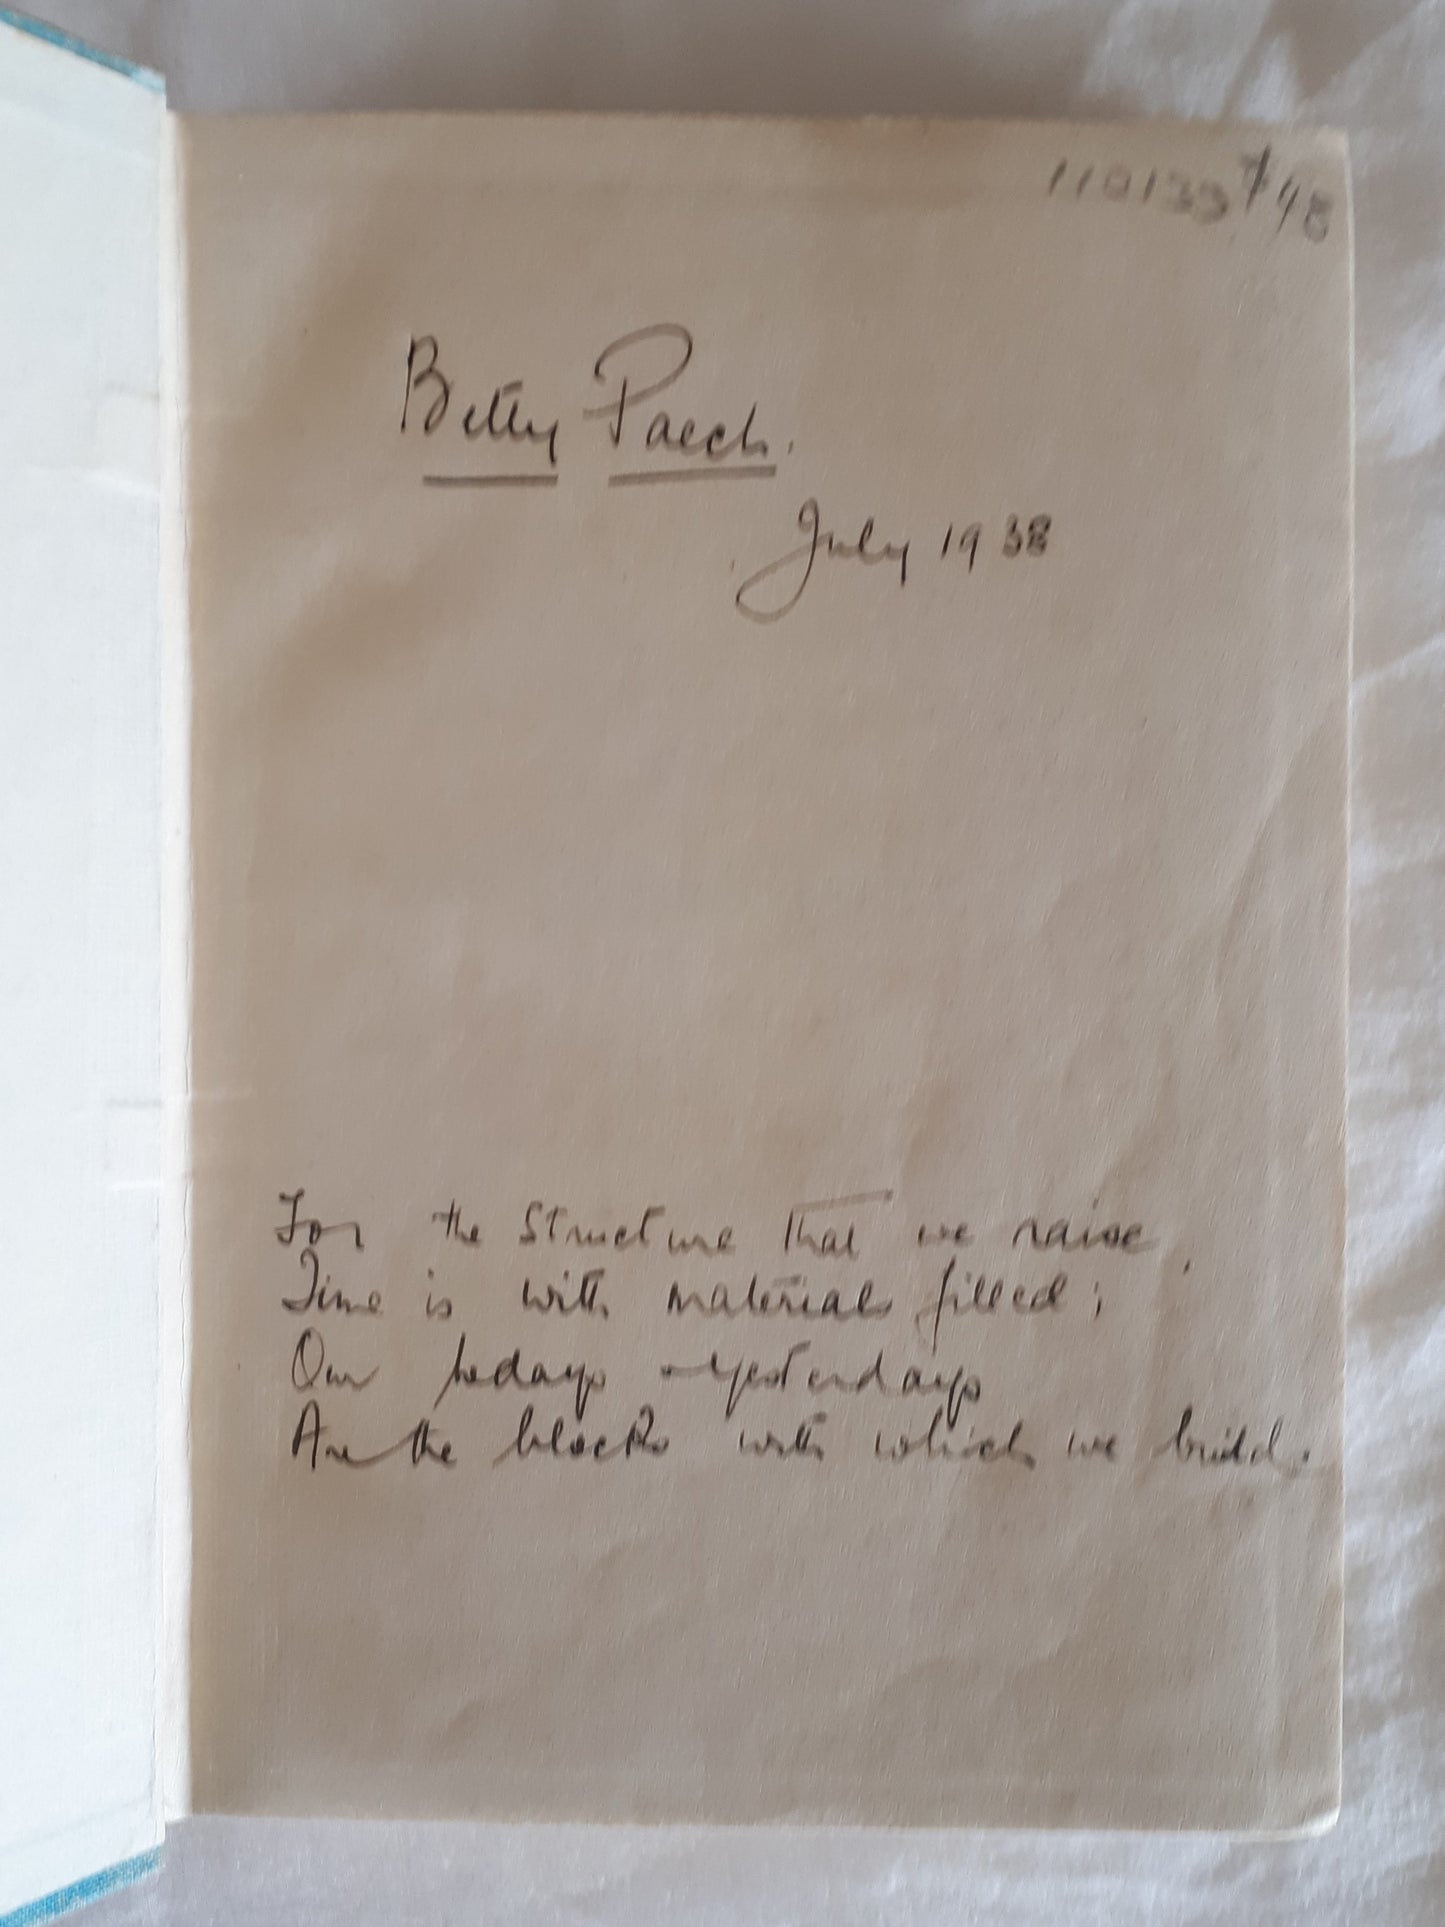 110133 7/48
Betty Paech.
July 1938
For the structure that we raise,
Time is with materials filled;
Our todays & yesterdays
Are the blocks with which we build.